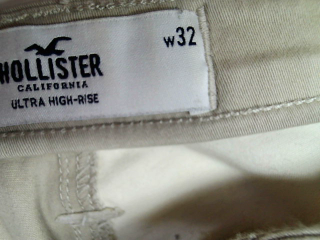 HOLLISTER
CALIFORNIA
ULTRA HIGH-RISE
W32